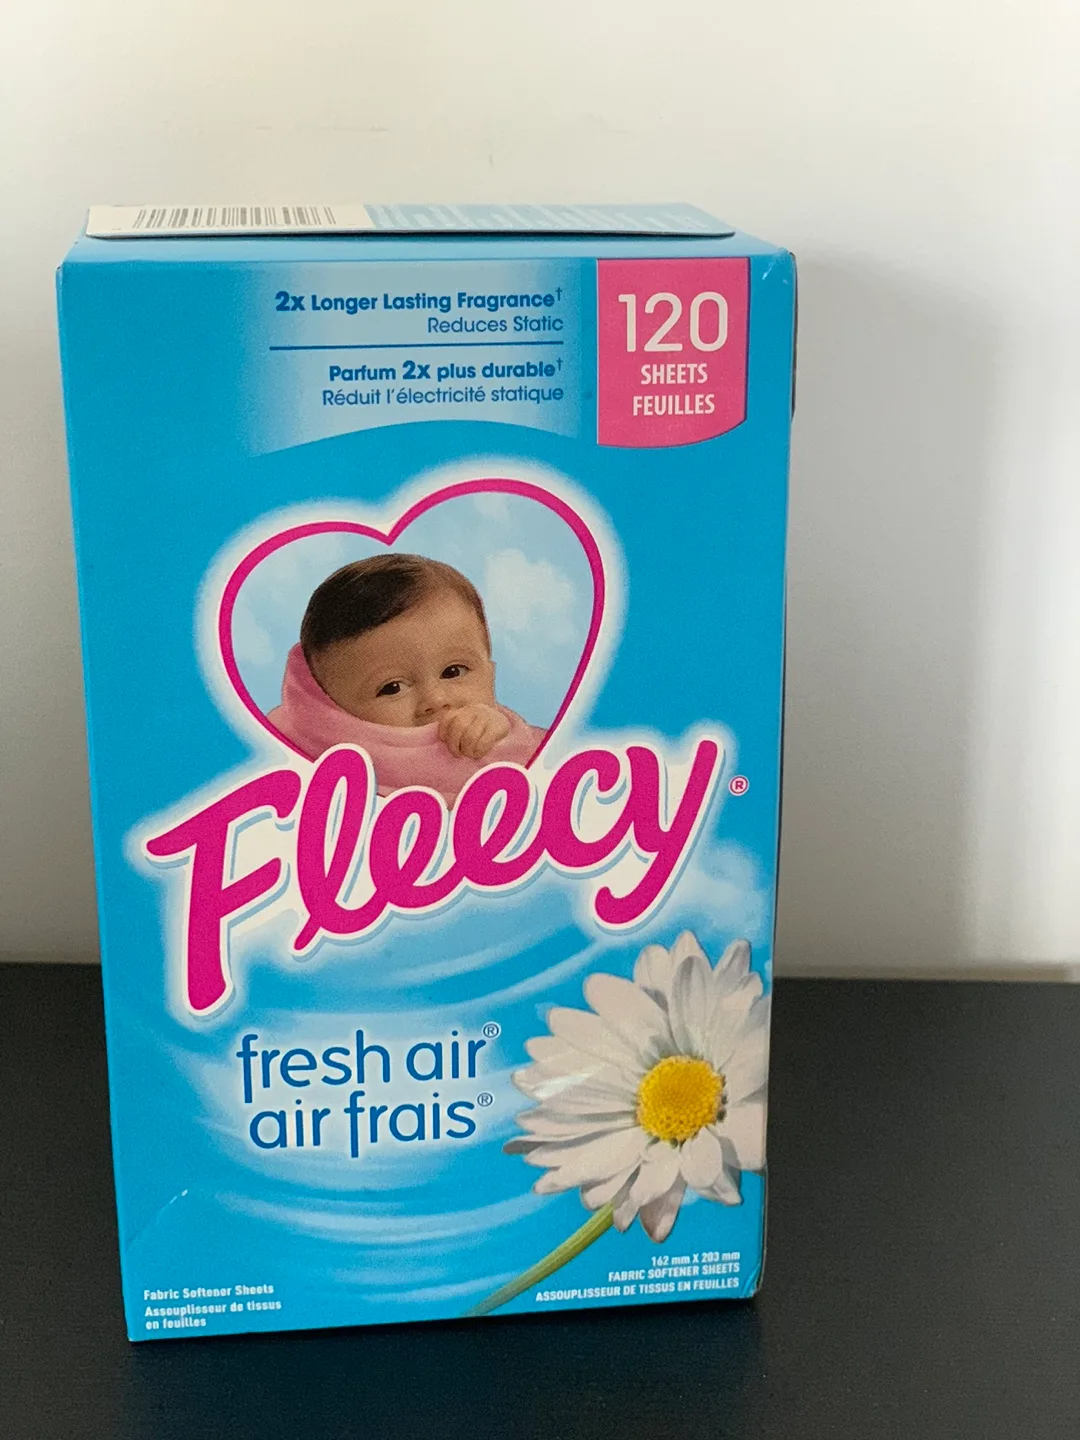 2x Longer Lasting Fragrance†
Reduces Static
Parfum 2x plus durable†
Réduit l'électricité statique
120
SHEETS
FEUILLES
Fleecy®
fresh air®
air frais®
Fabric Softener Sheets
Assouplisseur de tissus
en feuilles
162 mm X 203 mm
FABRIC SOFTENER SHEETS
ASSOUPLISSEUR DE TISSUS EN FEUILLES